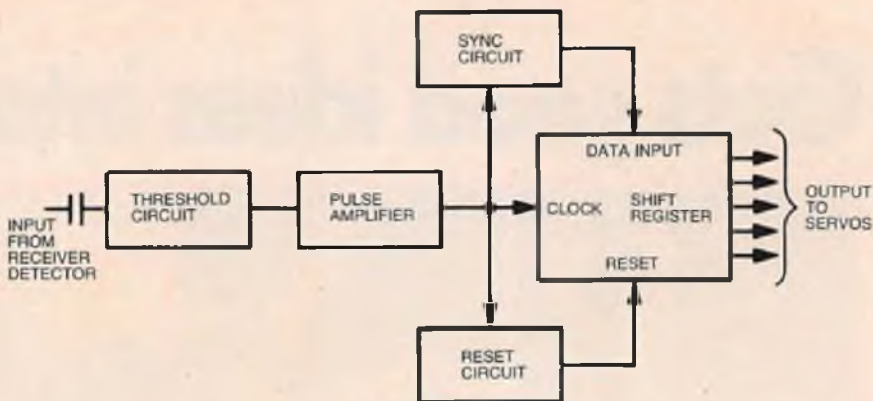 SYNC
CIRCUIT
DATA INPUT
THRESHOLD
CIRCUIT
PULSE
AMPLIFIER
CLOCK
SHIFT
REGISTER
OUTPUT
TO
SERVOS
INPUT
FROM
RECEIVER
DETECTOR
RESET
RESET
CIRCUIT